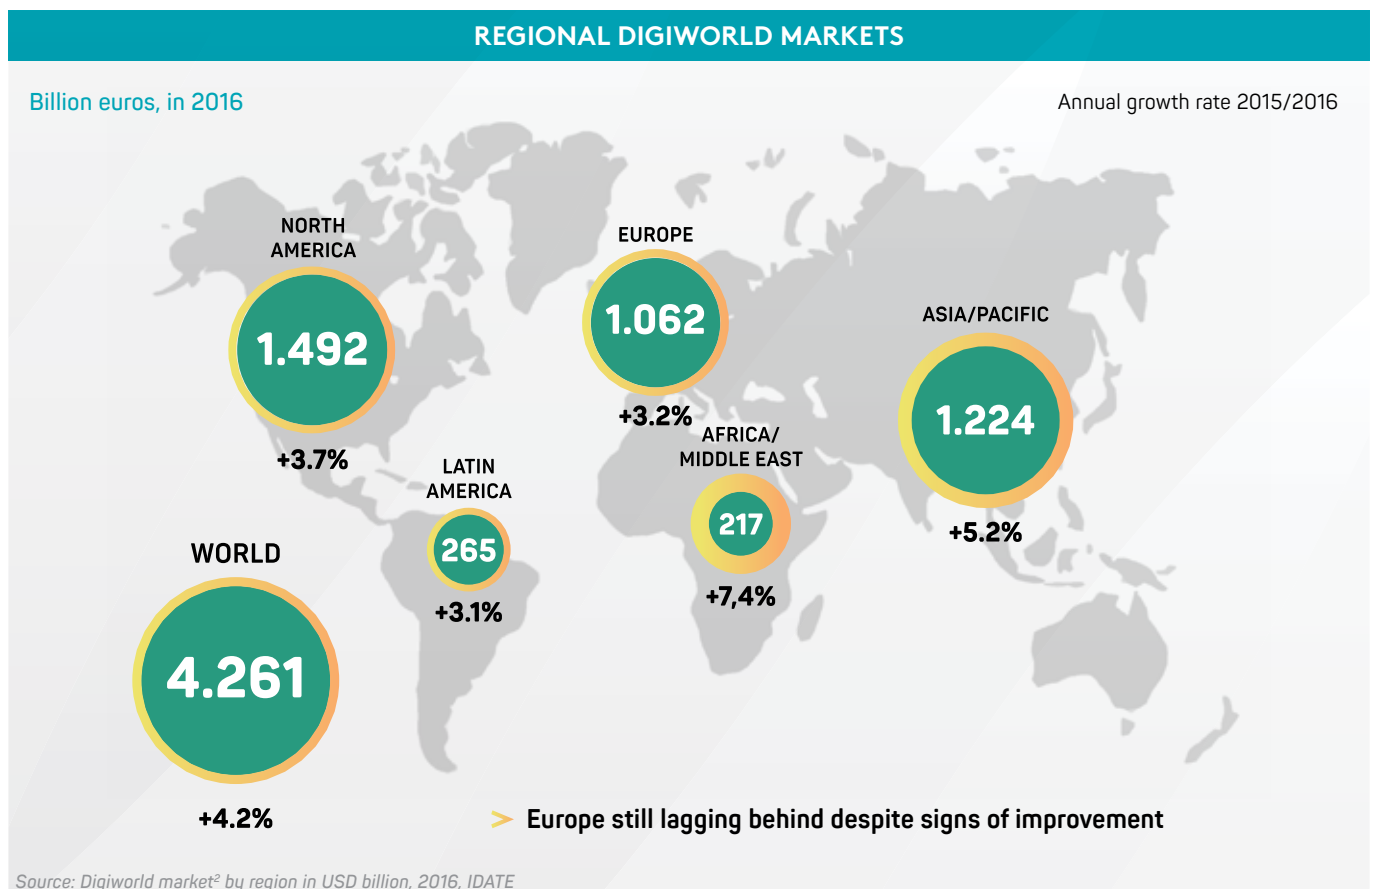 REGIONAL DIGIWORLD MARKETS
Billion euros, in 2016
Annual growth rate 2015/2016
NORTH
AMERICA
1.492
+3.7%
EUROPE
1.062
+3.2%
ASIA/PACIFIC
1.224
+5.2%
AFRICA/
MIDDLE EAST
217
+7,4%
LATIN
AMERICA
265
+3.1%
WORLD
4.261
+4.2%
> Europe still lagging behind despite signs of improvement
Source: Digiworld market² by region in USD billion, 2016, IDATE